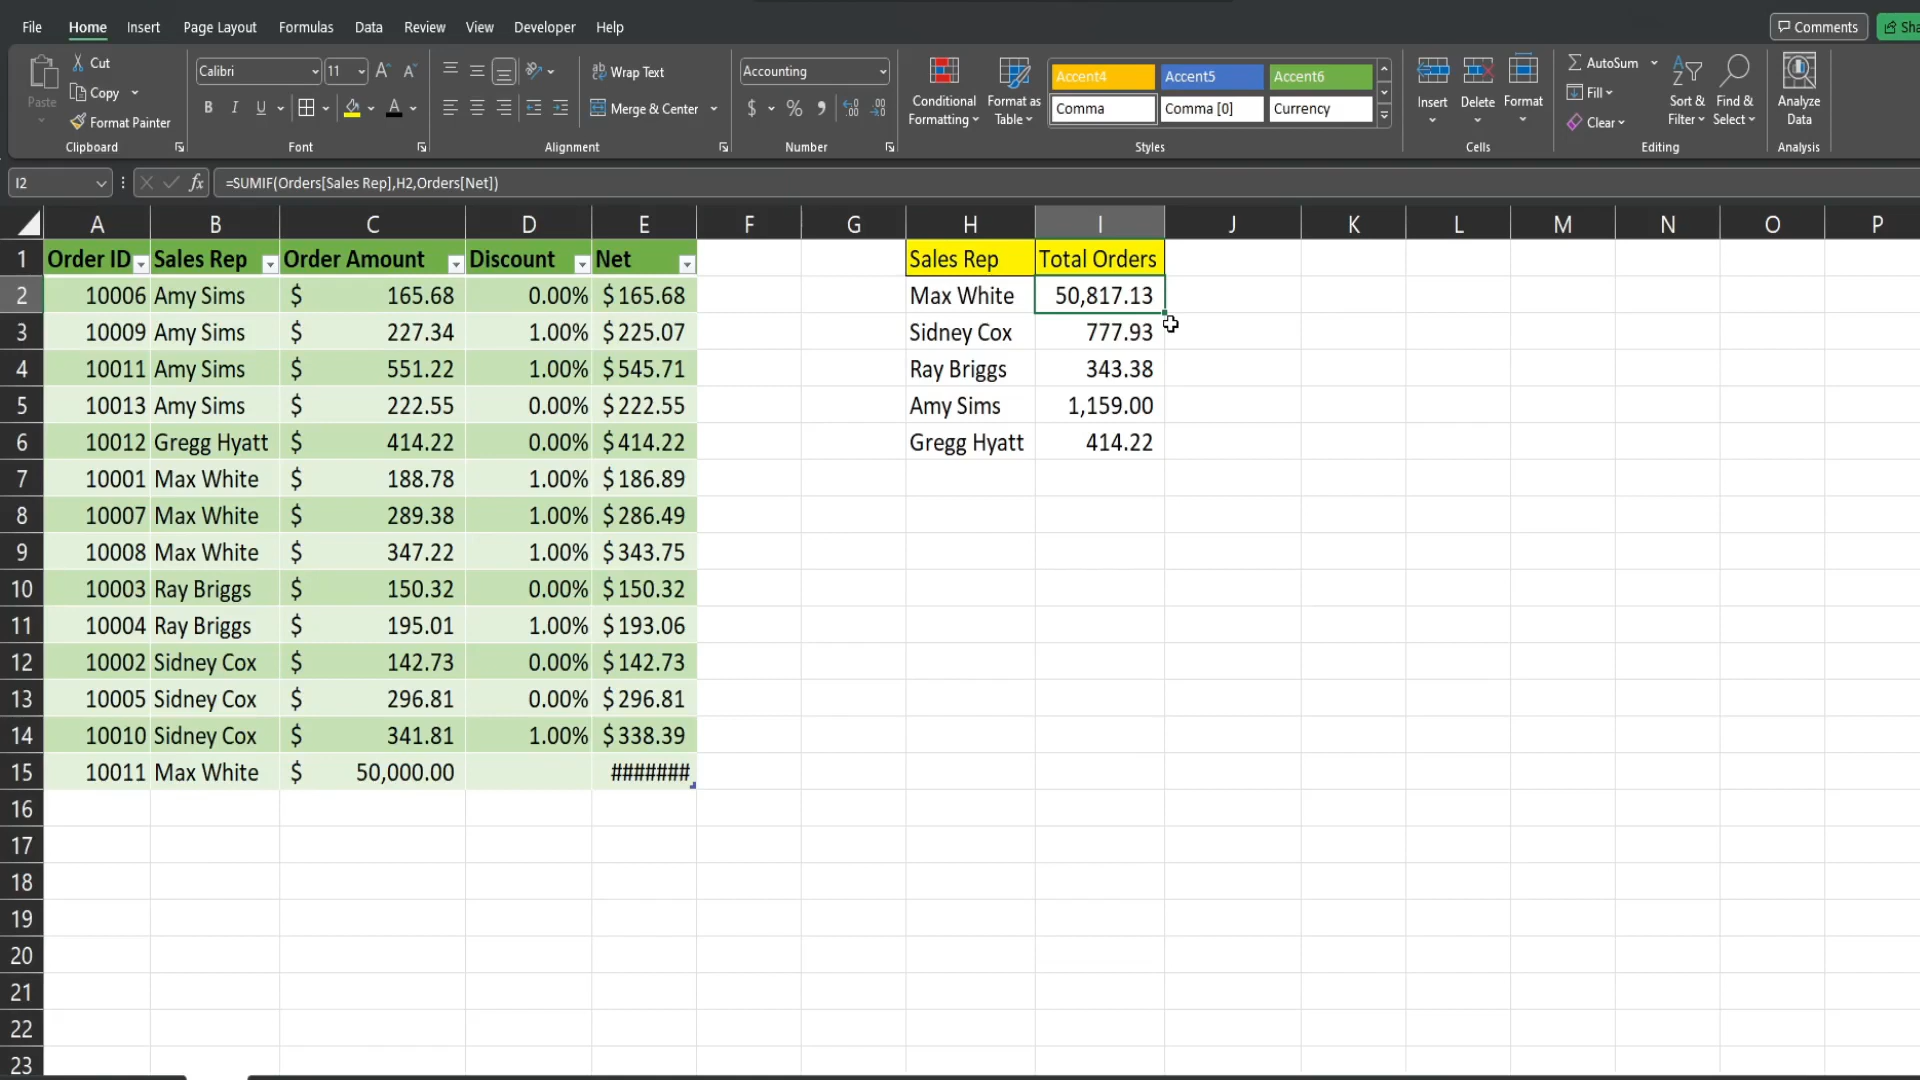 File Home Insert Page Layout Formulas Data Review View Developer Help Comments Sha
Paste Cut Copy Format Painter Clipboard
Calibri 11 A A B I U A Font
ab Wrap Text Merge & Center Alignment
Accounting $ % , Number
Conditional Formatting Format as Table Accent4 Accent5 Accent6 Comma Comma [0] Currency Styles
Insert Delete Format Cells
AutoSum Fill Clear Sort & Filter Find & Select Editing
Analyze Data Analysis
I2 fx =SUMIF(Orders[Sales Rep],H2,Orders[Net])
A B C D E F G H I J K L M N O P
1 Order ID Sales Rep Order Amount Discount Net Sales Rep Total Orders
2 10006 Amy Sims $ 165.68 0.00% $ 165.68 Max White 50,817.13
3 10009 Amy Sims $ 227.34 1.00% $ 225.07 Sidney Cox 777.93
4 10011 Amy Sims $ 551.22 1.00% $ 545.71 Ray Briggs 343.38
5 10013 Amy Sims $ 222.55 0.00% $ 222.55 Amy Sims 1,159.00
6 10012 Gregg Hyatt $ 414.22 0.00% $ 414.22 Gregg Hyatt 414.22
7 10001 Max White $ 188.78 1.00% $ 186.89
8 10007 Max White $ 289.38 1.00% $ 286.49
9 10008 Max White $ 347.22 1.00% $ 343.75
10 10003 Ray Briggs $ 150.32 0.00% $ 150.32
11 10004 Ray Briggs $ 195.01 1.00% $ 193.06
12 10002 Sidney Cox $ 142.73 0.00% $ 142.73
13 10005 Sidney Cox $ 296.81 0.00% $ 296.81
14 10010 Sidney Cox $ 341.81 1.00% $ 338.39
15 10011 Max White $ 50,000.00 #######
16
17
18
19
20
21
22
23